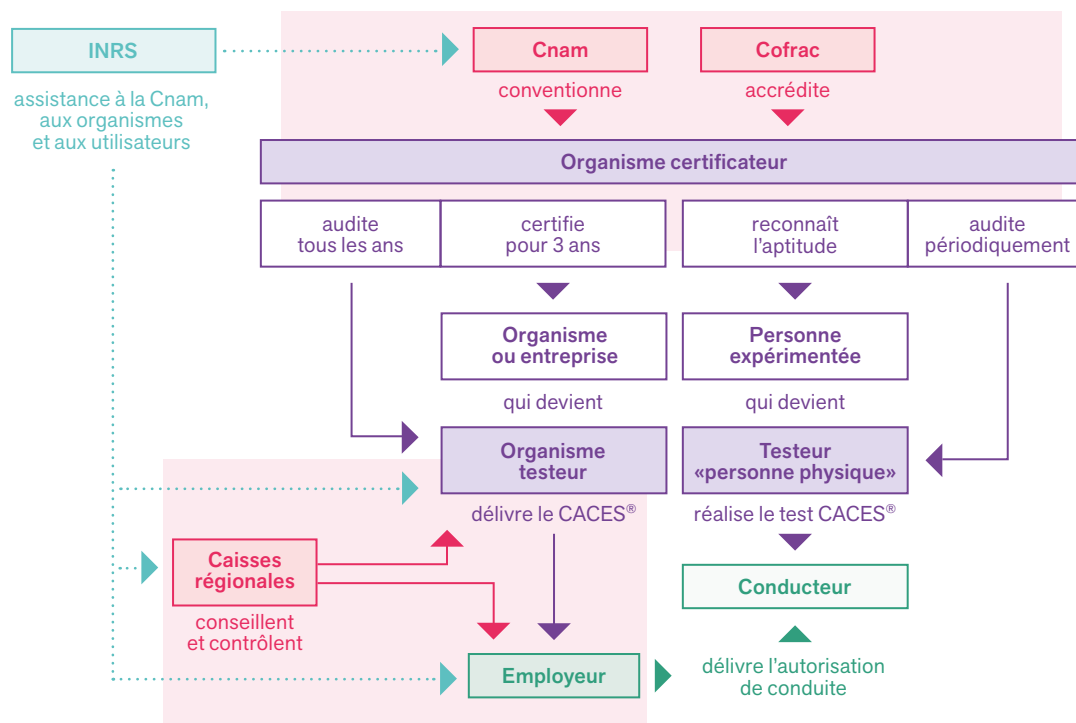 INRS
assistance à la Cnam,
aux organismes
et aux utilisateurs
Cnam
conventionne
Cofrac
accrédite
Organisme certificateur
audite
tous les ans
certifie
pour 3 ans
reconnaît
l’aptitude
audite
périodiquement
Organisme
ou entreprise
Personne
expérimentée
qui devient
qui devient
Organisme
testeur
Testeur
«personne physique»
délivre le CACES®
réalise le test CACES®
Caisses
régionales
conseillent
et contrôlent
Conducteur
Employeur
délivre l’autorisation
de conduite